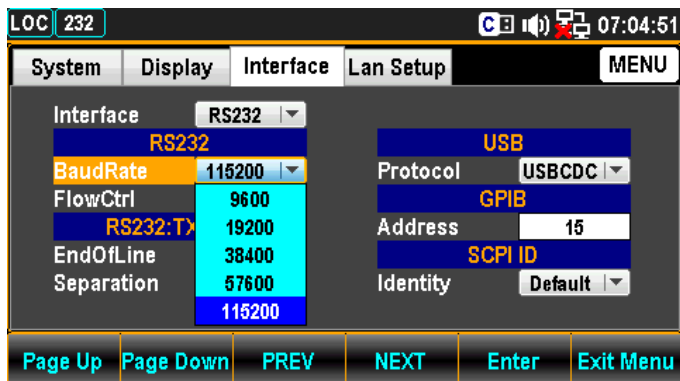 LOC 232 C 07:04:51
System Display Interface Lan Setup MENU
Interface RS232
RS232 USB
BaudRate 115200 Protocol USBCDC
FlowCtrl 9600 GPIB
RS232:TX 19200 Address 15
EndOfLine 38400 SCPI ID
Separation 57600 Identity Default
115200
Page Up Page Down PREV NEXT Enter Exit Menu